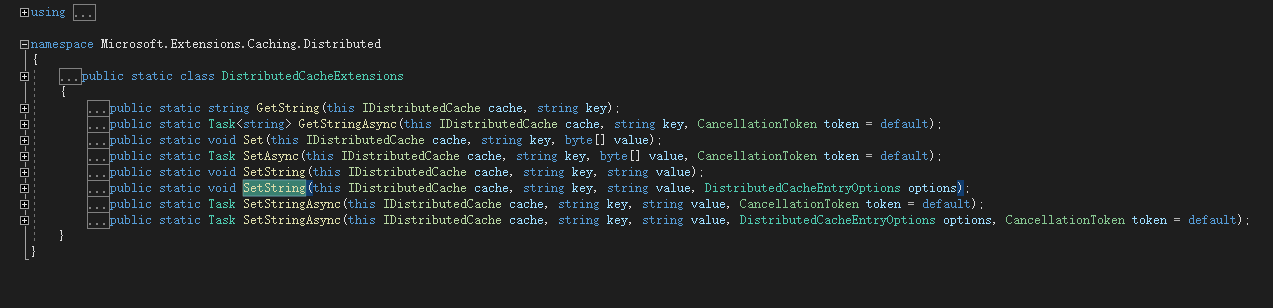 using ...
namespace Microsoft.Extensions.Caching.Distributed
{
...public static class DistributedCacheExtensions
{
...public static string GetString(this IDistributedCache cache, string key);
...public static Task<string> GetStringAsync(this IDistributedCache cache, string key, CancellationToken token = default);
...public static void Set(this IDistributedCache cache, string key, byte[] value);
...public static Task SetAsync(this IDistributedCache cache, string key, byte[] value, CancellationToken token = default);
...public static void SetString(this IDistributedCache cache, string key, string value);
...public static void SetString(this IDistributedCache cache, string key, string value, DistributedCacheEntryOptions options);
...public static Task SetStringAsync(this IDistributedCache cache, string key, string value, CancellationToken token = default);
...public static Task SetStringAsync(this IDistributedCache cache, string key, string value, DistributedCacheEntryOptions options, CancellationToken token = default);
}
}